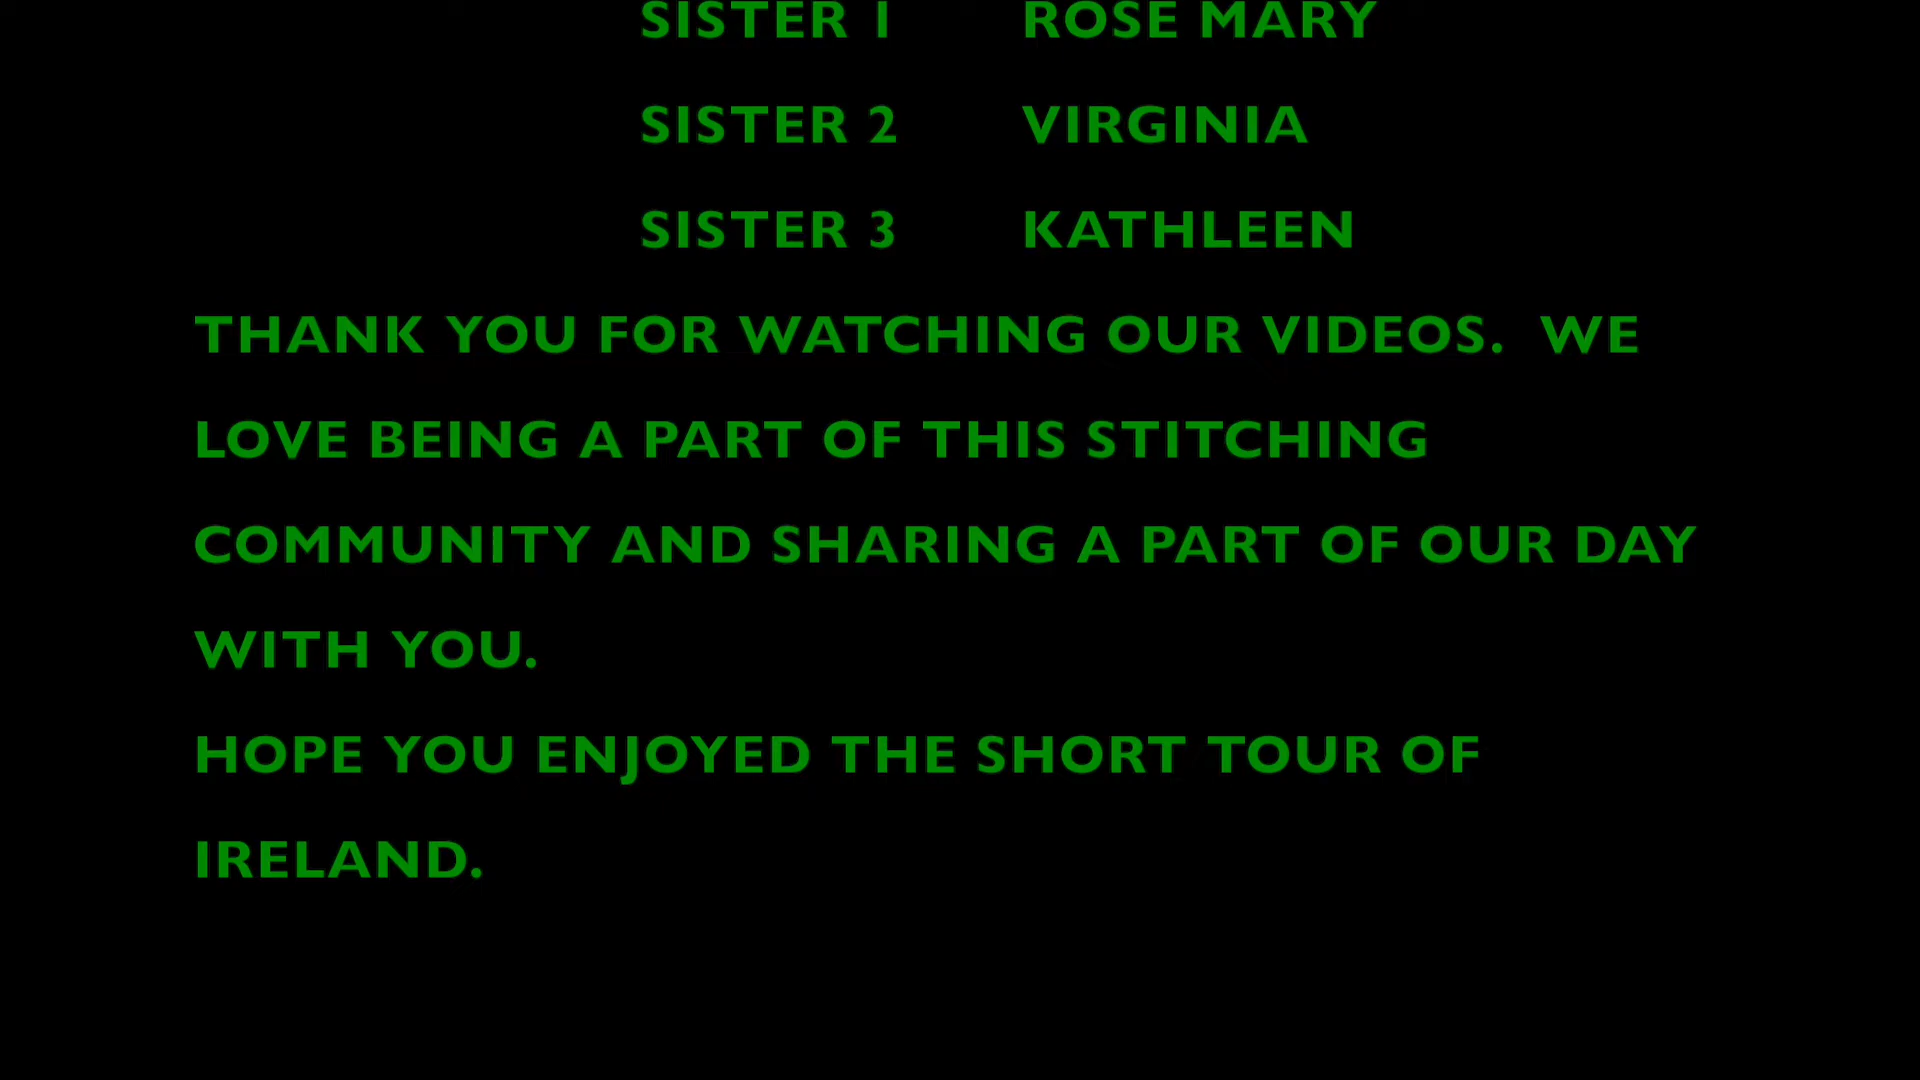 SISTER 1 ROSE MARY
SISTER 2 VIRGINIA
SISTER 3 KATHLEEN
THANK YOU FOR WATCHING OUR VIDEOS.  WE
LOVE BEING A PART OF THIS STITCHING
COMMUNITY AND SHARING A PART OF OUR DAY
WITH YOU.
HOPE YOU ENJOYED THE SHORT TOUR OF
IRELAND.